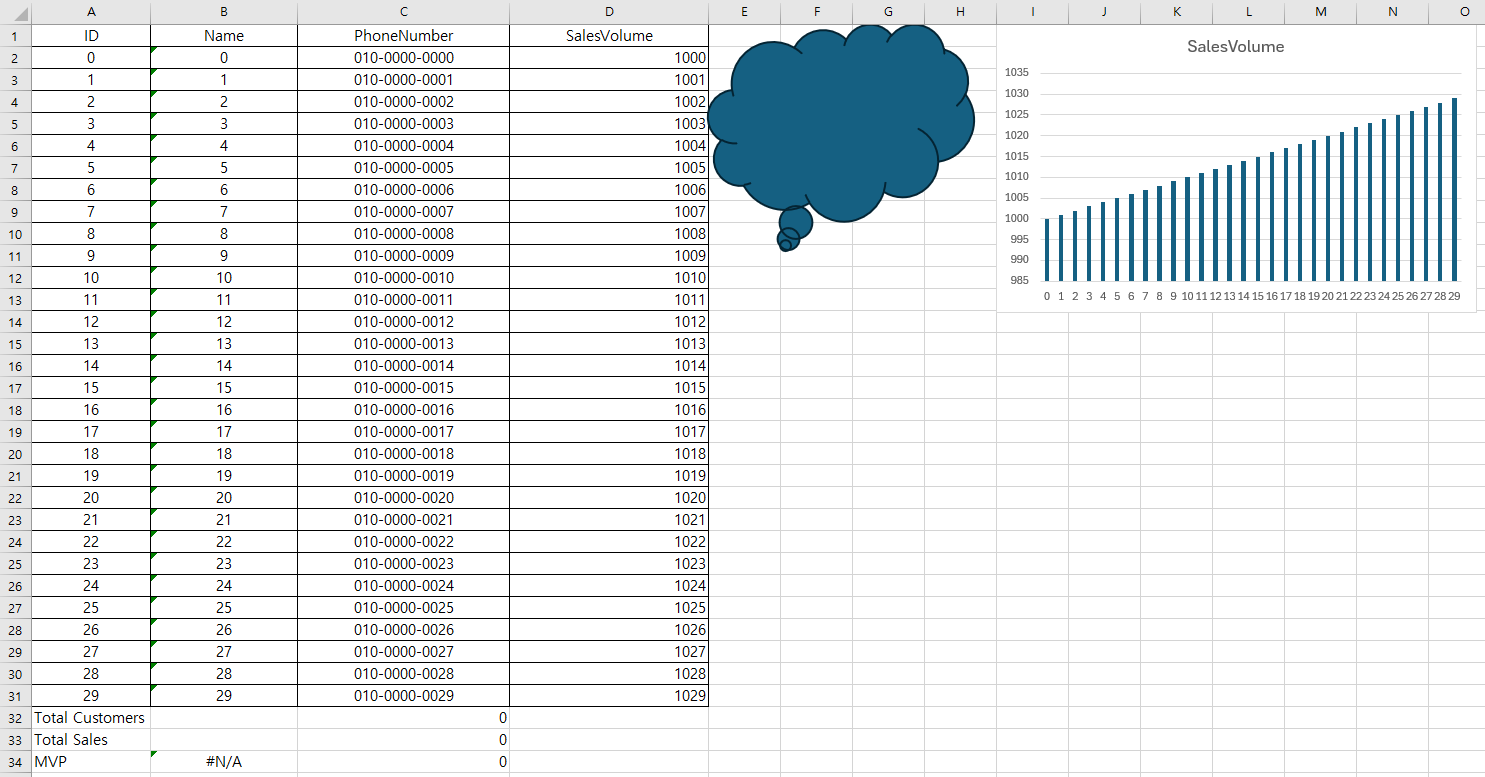 A B C D E F G H I J K L M N O
1 ID Name PhoneNumber SalesVolume
2 0 0 010-0000-0000 1000
3 1 1 010-0000-0001 1001
4 2 2 010-0000-0002 1002
5 3 3 010-0000-0003 1003
6 4 4 010-0000-0004 1004
7 5 5 010-0000-0005 1005
8 6 6 010-0000-0006 1006
9 7 7 010-0000-0007 1007
10 8 8 010-0000-0008 1008
11 9 9 010-0000-0009 1009
12 10 10 010-0000-0010 1010
13 11 11 010-0000-0011 1011
14 12 12 010-0000-0012 1012
15 13 13 010-0000-0013 1013
16 14 14 010-0000-0014 1014
17 15 15 010-0000-0015 1015
18 16 16 010-0000-0016 1016
19 17 17 010-0000-0017 1017
20 18 18 010-0000-0018 1018
21 19 19 010-0000-0019 1019
22 20 20 010-0000-0020 1020
23 21 21 010-0000-0021 1021
24 22 22 010-0000-0022 1022
25 23 23 010-0000-0023 1023
26 24 24 010-0000-0024 1024
27 25 25 010-0000-0025 1025
28 26 26 010-0000-0026 1026
29 27 27 010-0000-0027 1027
30 28 28 010-0000-0028 1028
31 29 29 010-0000-0029 1029
32 Total Customers 0
33 Total Sales 0
34 MVP #N/A 0
SalesVolume
1035
1030
1025
1020
1015
1010
1005
1000
995
990
985
0 1 2 3 4 5 6 7 8 9 10 11 12 13 14 15 16 17 18 19 20 21 22 23 24 25 26 27 28 29